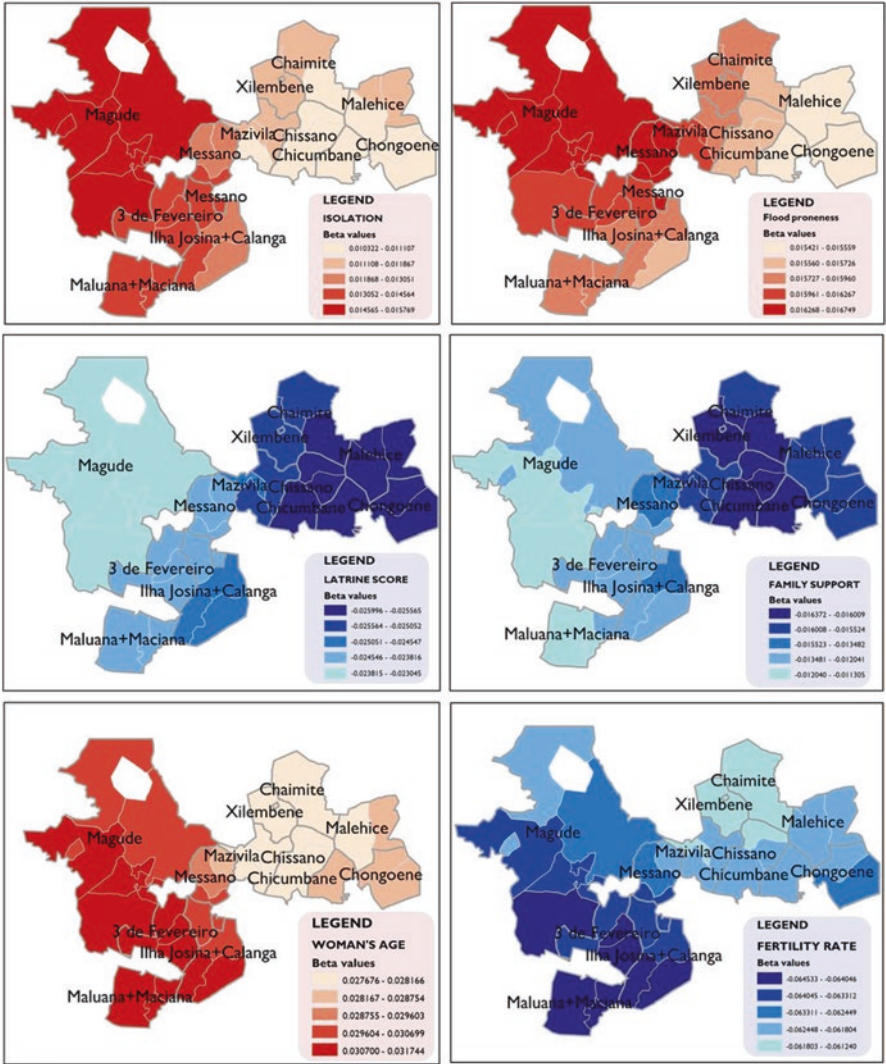 Chaimite
Xilembene
Malehice
Magude
Mazivila Chissano
Messano
Chicumbane
Chongoene
Messano
3 de Fevereiro
Ilha Josina+Calanga
Maluana+Maciana
LEGEND
ISOLATION
Beta values
0.010322 - 0.011107
0.011108 - 0.011867
0.011868 - 0.013051
0.013052 - 0.014564
0.014565 - 0.015769
Chaimite
Xilembene
Malehice
Magude
Mazivila Chissano
Messano
Chicumbane
Chongoene
Messano
3 de Fevereiro
Ilha Josina+Calanga
Maluana+Maciana
LEGEND
Flood proneness
Beta values
0.015421 - 0.015559
0.015560 - 0.015726
0.015727 - 0.015960
0.015961 - 0.016267
0.016268 - 0.016749
Chaimite
Xilembene
Malehice
Magude
Mazivila Chissano
Messano
Chicumbane
Chongoene
3 de Fevereiro
Ilha Josina+Calanga
Maluana+Maciana
LEGEND
LATRINE SCORE
Beta values
-0.025996 - -0.025565
-0.025564 - -0.025052
-0.025051 - -0.024547
-0.024546 - -0.023816
-0.023815 - -0.023045
Chaimite
Xilembene
Malehice
Magude
Mazivila Chissano
Messano
Chicumbane
Chongoene
3 de Fevereiro
Ilha Josina+Calanga
Maluana+Maciana
LEGEND
FAMILY SUPPORT
Beta values
-0.016372 - -0.016009
-0.016008 - -0.015524
-0.015523 - -0.013482
-0.013481 - -0.012041
-0.012040 - -0.011305
Chaimite
Xilembene
Malehice
Magude
Mazivila Chissano
Messano
Chicumbane
Chongoene
3 de Fevereiro
Ilha Josina+Calanga
Maluana+Maciana
LEGEND
WOMAN'S AGE
Beta values
0.027676 - 0.028166
0.028167 - 0.028754
0.028755 - 0.029603
0.029604 - 0.030699
0.030700 - 0.031744
Chaimite
Xilembene
Malehice
Magude
Mazivila Chissano
Messano
Chicumbane
Chongoene
3 de Fevereiro
Ilha Josina+Calanga
Maluana+Maciana
LEGEND
FERTILITY RATE
Beta values
-0.064533 - -0.064046
-0.064045 - -0.063312
-0.063311 - -0.062449
-0.062448 - -0.061804
-0.061803 - -0.061240